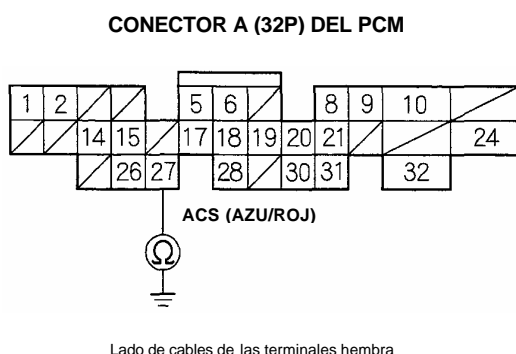 CONECTOR A (32P) DEL PCM
1 2 5 6 8 9 10
14 15 17 18 19 20 21 24
26 27 28 30 31 32
ACS (AZU/ROJ)
Ω
Lado de cables de las terminales hembra